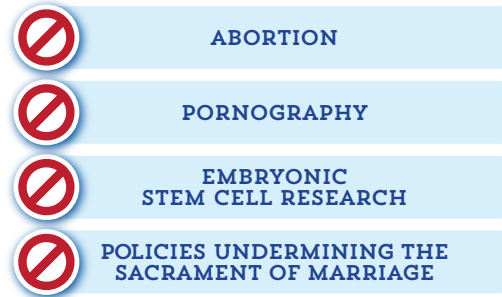 ABORTION
PORNOGRAPHY
EMBRYONIC
STEM CELL RESEARCH
POLICIES UNDERMINING THE
SACRAMENT OF MARRIAGE